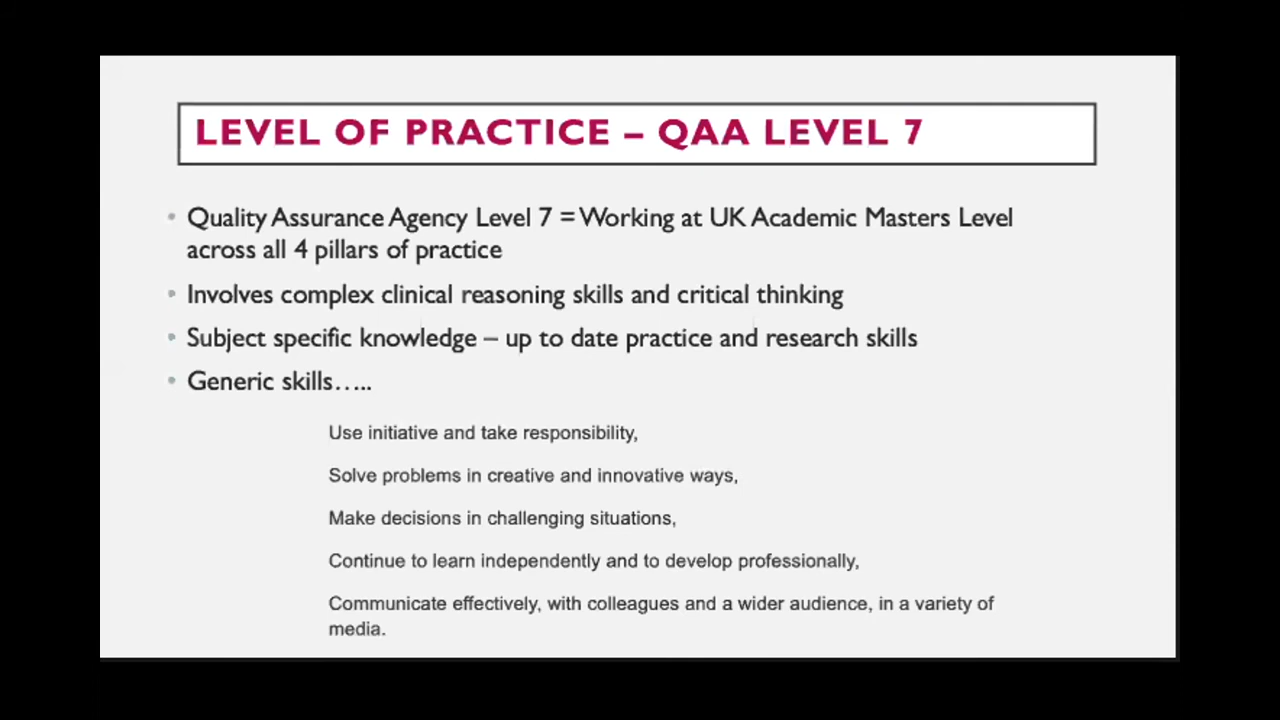 LEVEL OF PRACTICE – QAA LEVEL 7
• Quality Assurance Agency Level 7 = Working at UK Academic Masters Level
across all 4 pillars of practice
• Involves complex clinical reasoning skills and critical thinking
• Subject specific knowledge – up to date practice and research skills
• Generic skills…..
Use initiative and take responsibility,
Solve problems in creative and innovative ways,
Make decisions in challenging situations,
Continue to learn independently and to develop professionally,
Communicate effectively, with colleagues and a wider audience, in a variety of
media.